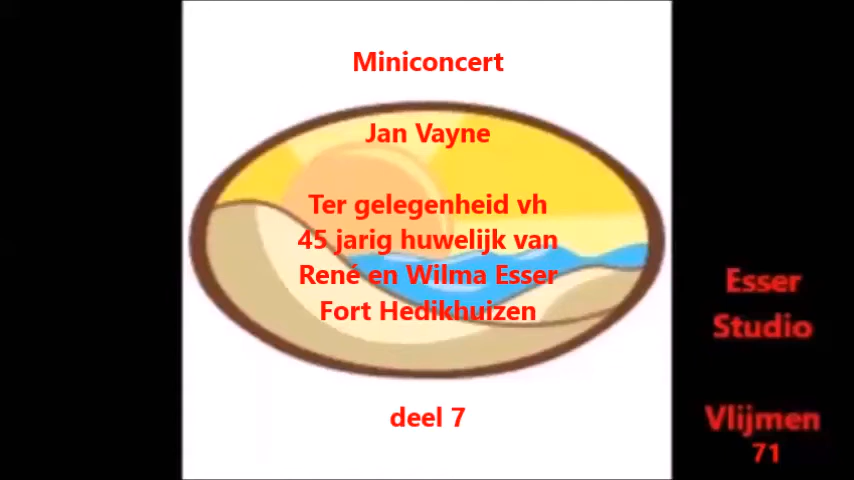 Miniconcert
Jan Vayne
Ter gelegenheid vh
45 jarig huwelijk van
René en Wilma Esser
Fort Hedikhuizen
deel 7
Esser
Studio
Vlijmen
71